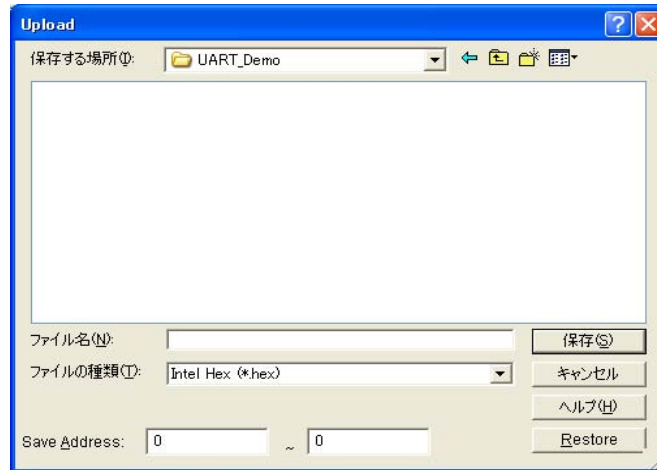 Upload
保存する場所(I): UART_Demo
ファイル名(N): 保存(S)
ファイルの種類(T): Intel Hex (*.hex) キャンセル
ヘルプ(H)
Save Address: 0 ~ 0 Restore